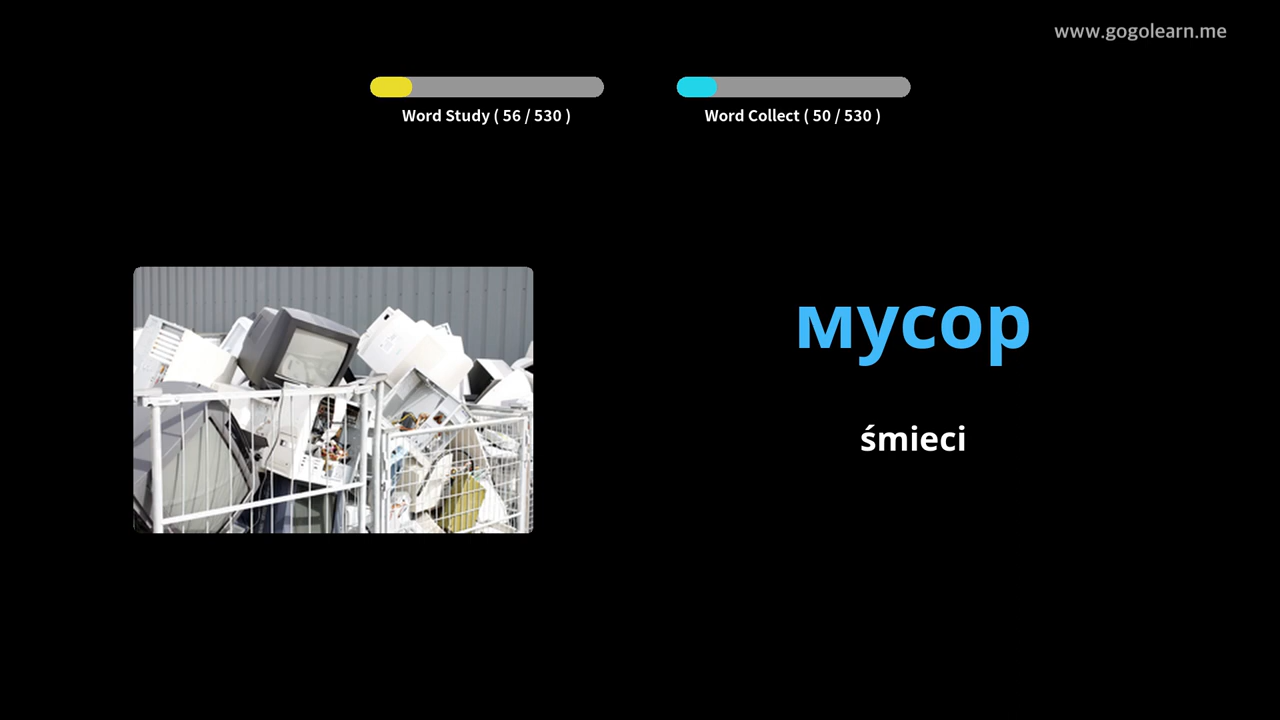 www.gogolearn.me
Word Study ( 56 / 530 )
Word Collect ( 50 / 530 )
мусор
śmieci